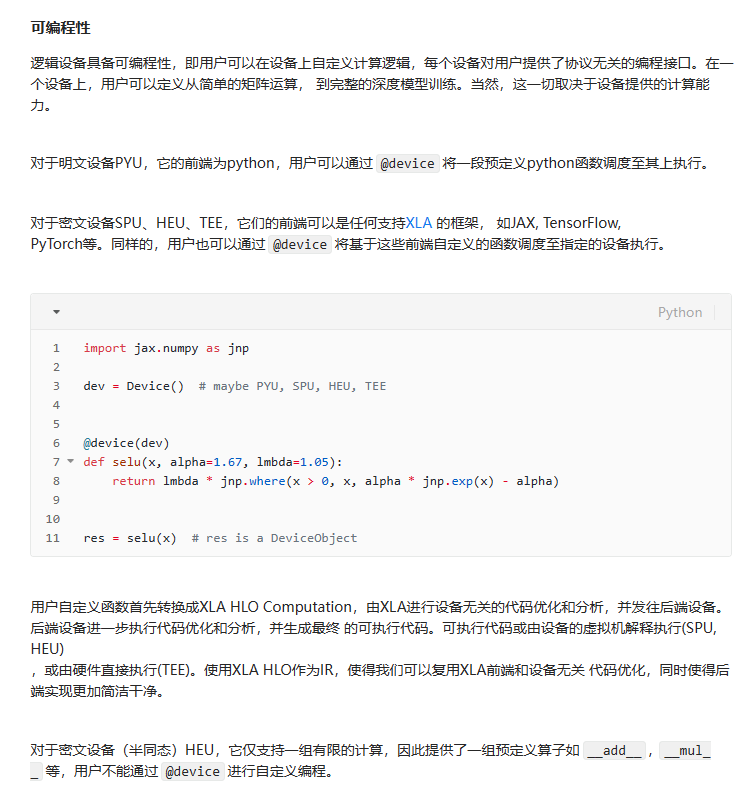 可编程性
逻辑设备具备可编程性，即用户可以在设备上自定义计算逻辑，每个设备对用户提供了协议无关的编程接口。在一
个设备上，用户可以定义从简单的矩阵运算， 到完整的深度模型训练。当然，这一切取决于设备提供的计算能
力。
对于明文设备PYU，它的前端为python，用户可以通过 @device 将一段预定义python函数调度至其上执行。
对于密文设备SPU、HEU、TEE，它们的前端可以是任何支持XLA 的框架， 如JAX, TensorFlow,
PyTorch等。同样的，用户也可以通过 @device 将基于这些前端自定义的函数调度至指定的设备执行。
Python
1 import jax.numpy as jnp
2
3 dev = Device()  # maybe PYU, SPU, HEU, TEE
4
5
6 @device(dev)
7 def selu(x, alpha=1.67, lmbda=1.05):
8     return lmbda * jnp.where(x > 0, x, alpha * jnp.exp(x) - alpha)
9
10
11 res = selu(x)  # res is a DeviceObject
用户自定义函数首先转换成XLA HLO Computation，由XLA进行设备无关的代码优化和分析，并发往后端设备。
后端设备进一步执行代码优化和分析，并生成最终 的可执行代码。可执行代码或由设备的虚拟机解释执行(SPU,
HEU)
，或由硬件直接执行(TEE)。使用XLA HLO作为IR，使得我们可以复用XLA前端和设备无关 代码优化，同时使得后
端实现更加简洁干净。
对于密文设备（半同态）HEU，它仅支持一组有限的计算，因此提供了一组预定义算子如 __add__ ，__mul_
_ 等，用户不能通过 @device 进行自定义编程。